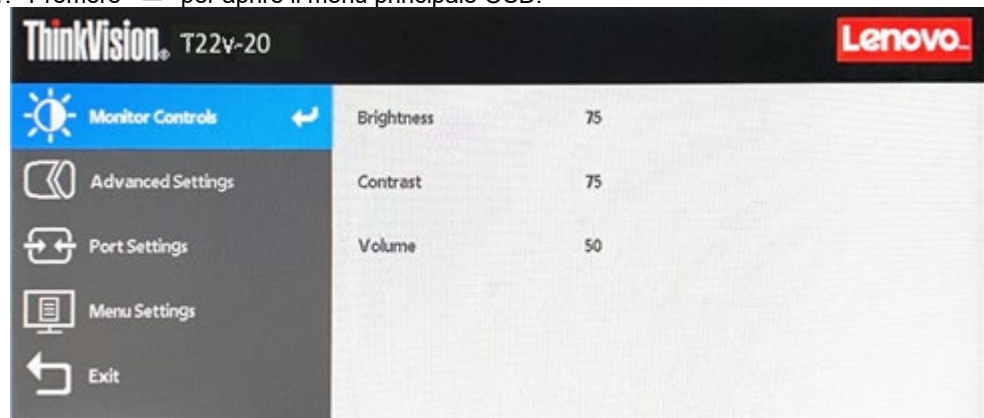 Premere per aprire il menu principale OSD.
ThinkVision® T22v-20
Lenovo
Monitor Controls
Brightness 75
Advanced Settings
Contrast 75
Port Settings
Volume 50
Menu Settings
Exit